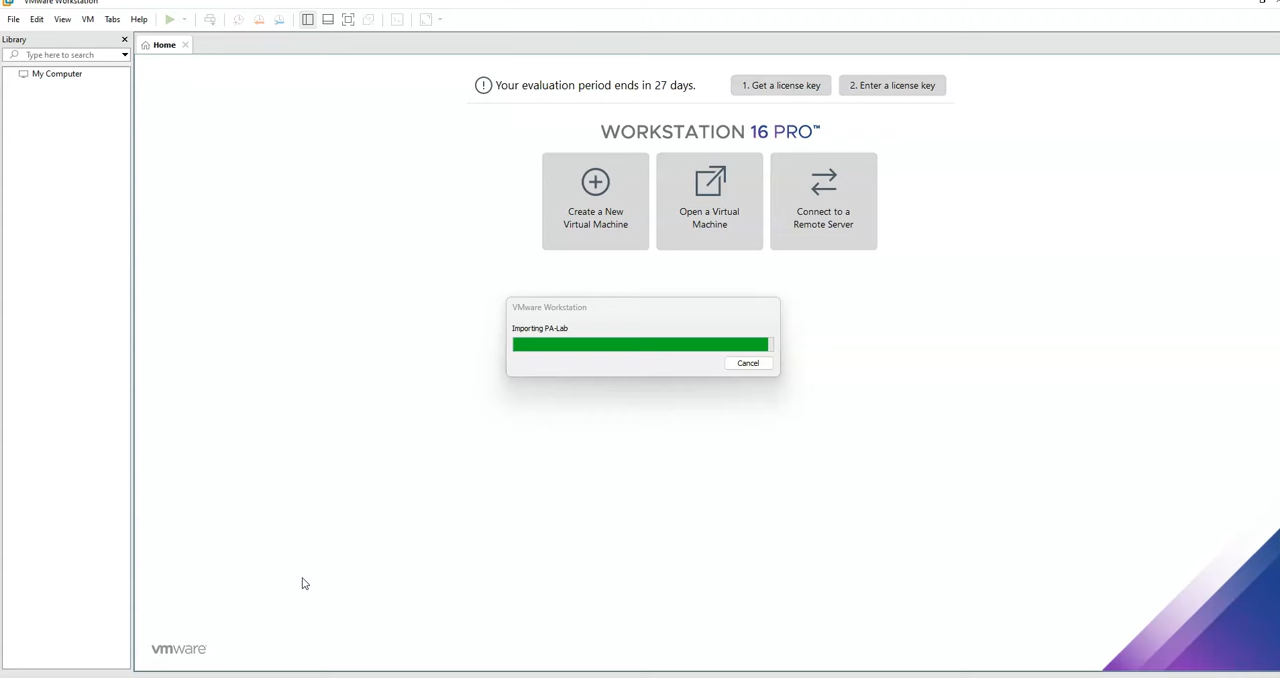 VMware Workstation
File Edit View VM Tabs Help
Library
Type here to search
My Computer
Home
Your evaluation period ends in 27 days.
1. Get a license key
2. Enter a license key
WORKSTATION 16 PRO™
Create a New
Virtual Machine
Open a Virtual
Machine
Connect to a
Remote Server
VMware Workstation
Importing PA-Lab
Cancel
vmware